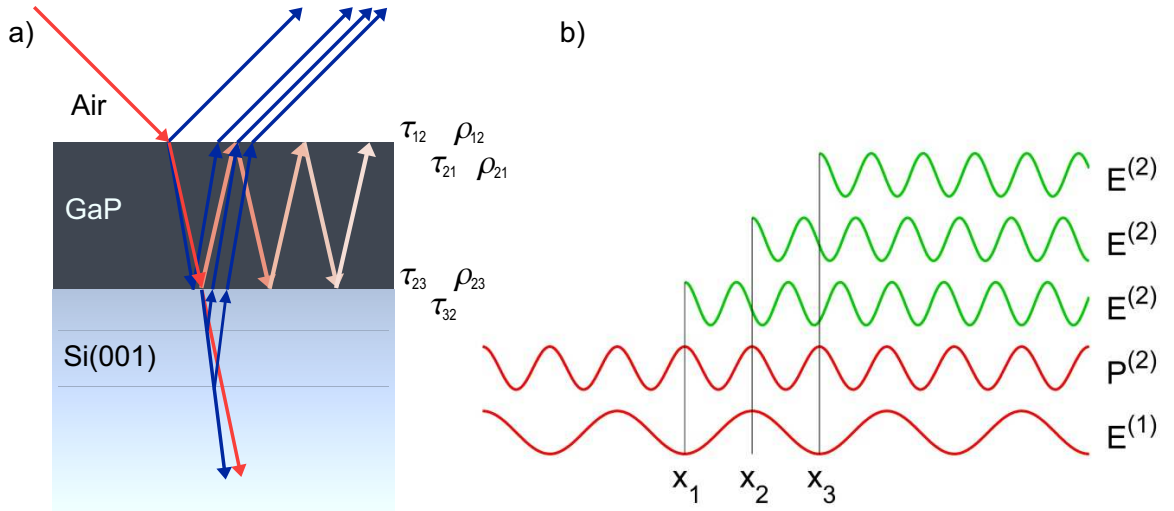 a)
Air
GaP
Si(001)
τ₁₂ ρ₁₂
τ₂₁ ρ₂₁
τ₂₃ ρ₂₃
τ₃₂
b)
E⁽²⁾
E⁽²⁾
E⁽²⁾
P⁽²⁾
E⁽¹⁾
x₁ x₂ x₃